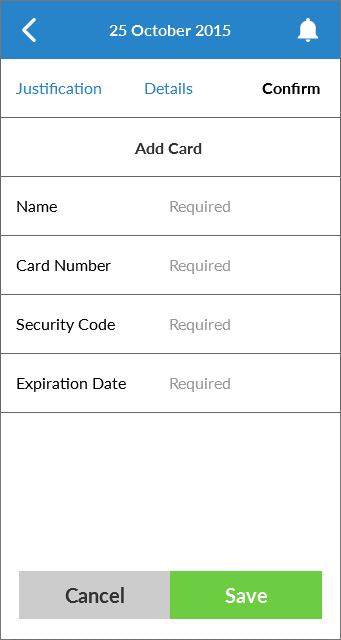 25 October 2015
Justification Details Confirm
Add Card
Name Required
Card Number Required
Security Code Required
Expiration Date Required
Cancel Save